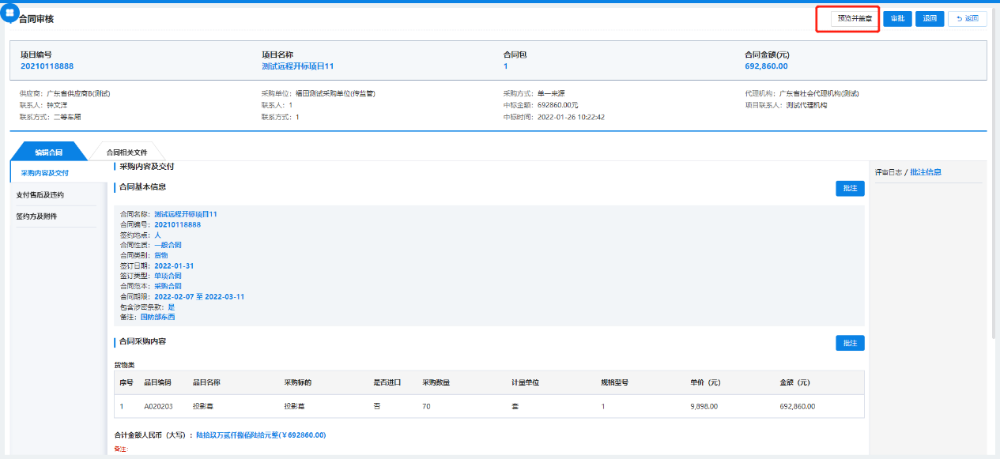 合同审核
预览并盖章 审批 退回 返回
项目编号 项目名称 合同包 合同金额(元)
20210118888 测试远程开标项目11 1 692,860.00
供应商：广东省供应商B(测试) 采购单位：福田测试采购单位(传监管) 采购方式：单一来源 代理机构：广东省社会代理机构(测试)
联系人：钟文洋 联系人：1 中标金额：692860.00元 项目联系人：测试代理机构
联系方式：二等车厢 联系方式：1 中标时间：2022-01-26 10:22:42
编辑合同 合同相关文件
采购内容及交付
支付售后及违约
签约方及附件
采购内容及交付
合同基本信息
批注
合同名称：测试远程开标项目11
合同编号：20210118888
签约地点：人
合同性质：一般合同
合同类别：货物
签订日期：2022-01-31
签订类型：单项合同
合同范本：采购合同
合同期限：2022-02-07 至 2022-03-11
包含涉密条款：是
备注：国防部东西
合同采购内容
批注
货物类
序号 品目编码 品目名称 采购标的 是否进口 采购数量 计量单位 规格型号 单价（元） 金额（元）
1 A020203 投影幕 投影幕 否 70 套 1 9,898.00 692,860.00
合计金额人民币（大写）：陆拾玖万贰仟捌佰陆拾元整(￥692860.00)
备注：
评审日志 / 批注信息